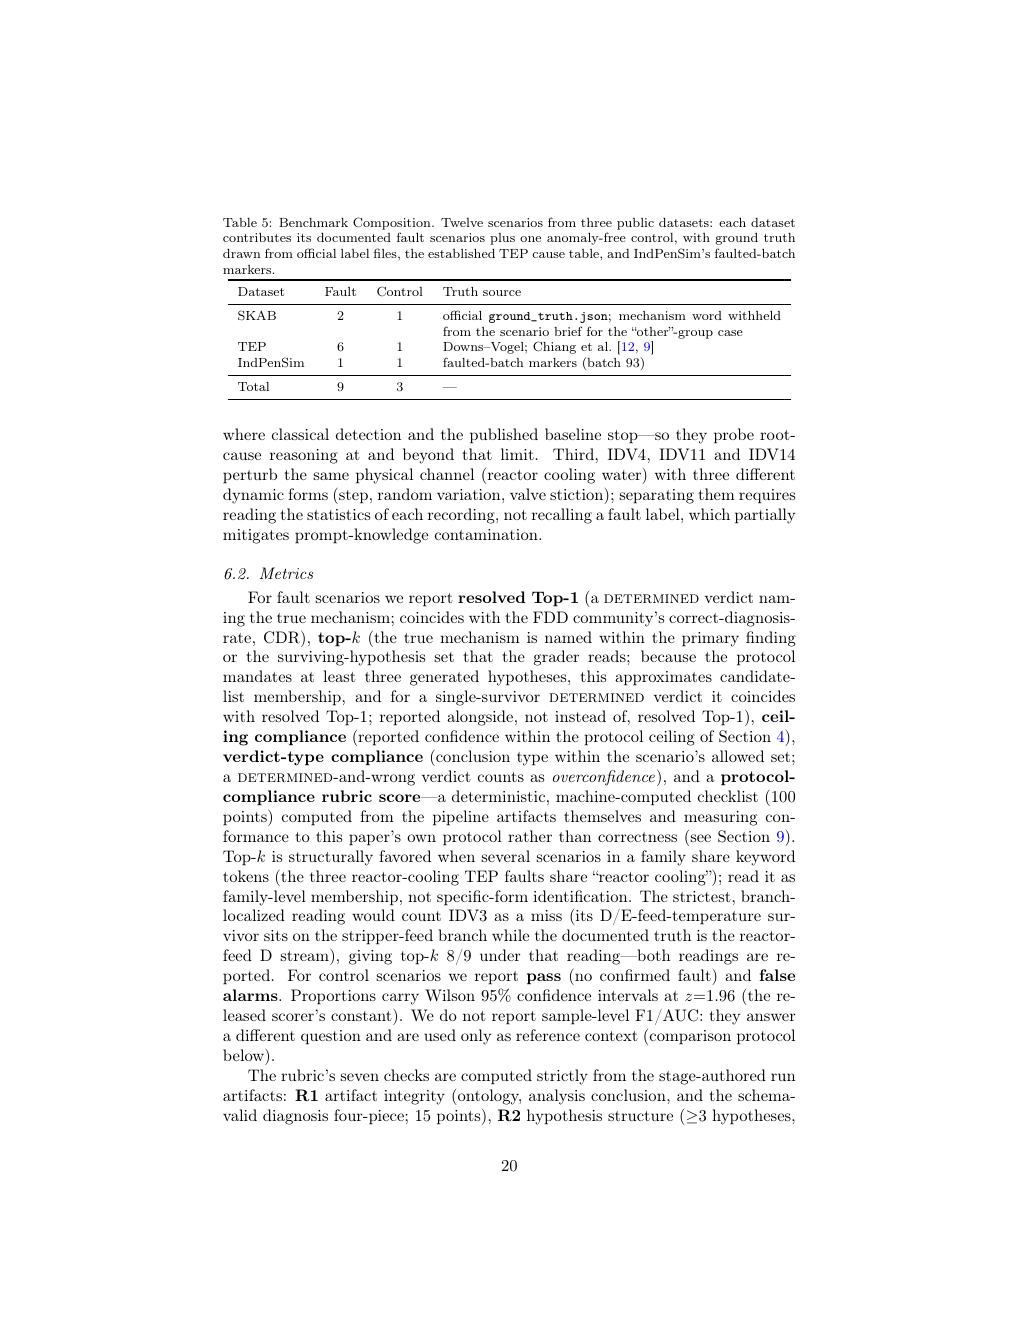 Table 5: Benchmark Composition. Twelve scenarios from three public datasets: each dataset
contributes its documented fault scenarios plus one anomaly-free control, with ground truth
drawn from official label files, the established TEP cause table, and IndPenSim's faulted-batch
markers.
Dataset Fault Control Truth source
SKAB 2 1 official ground_truth.json; mechanism word withheld
from the scenario brief for the “other”-group case
TEP 6 1 Downs–Vogel; Chiang et al. [12, 9]
IndPenSim 1 1 faulted-batch markers (batch 93)
Total 9 3 —
where classical detection and the published baseline stop—so they probe root-
cause reasoning at and beyond that limit. Third, IDV4, IDV11 and IDV14
perturb the same physical channel (reactor cooling water) with three different
dynamic forms (step, random variation, valve stiction); separating them requires
reading the statistics of each recording, not recalling a fault label, which partially
mitigates prompt-knowledge contamination.
6.2. Metrics
For fault scenarios we report resolved Top-1 (a DETERMINED verdict nam-
ing the true mechanism; coincides with the FDD community's correct-diagnosis-
rate, CDR), top-k (the true mechanism is named within the primary finding
or the surviving-hypothesis set that the grader reads; because the protocol
mandates at least three generated hypotheses, this approximates candidate-
list membership, and for a single-survivor DETERMINED verdict it coincides
with resolved Top-1; reported alongside, not instead of, resolved Top-1), ceil-
ing compliance (reported confidence within the protocol ceiling of Section 4),
verdict-type compliance (conclusion type within the scenario's allowed set;
a DETERMINED-and-wrong verdict counts as overconfidence), and a protocol-
compliance rubric score—a deterministic, machine-computed checklist (100
points) computed from the pipeline artifacts themselves and measuring con-
formance to this paper's own protocol rather than correctness (see Section 9).
Top-k is structurally favored when several scenarios in a family share keyword
tokens (the three reactor-cooling TEP faults share “reactor cooling”); read it as
family-level membership, not specific-form identification. The strictest, branch-
localized reading would count IDV3 as a miss (its D/E-feed-temperature sur-
vivor sits on the stripper-feed branch while the documented truth is the reactor-
feed D stream), giving top-k 8/9 under that reading—both readings are re-
ported. For control scenarios we report pass (no confirmed fault) and false
alarms. Proportions carry Wilson 95% confidence intervals at z=1.96 (the re-
leased scorer's constant). We do not report sample-level F1/AUC: they answer
a different question and are used only as reference context (comparison protocol
below).
The rubric's seven checks are computed strictly from the stage-authored run
artifacts: R1 artifact integrity (ontology, analysis conclusion, and the schema-
valid diagnosis four-piece; 15 points), R2 hypothesis structure (≥3 hypotheses,
20